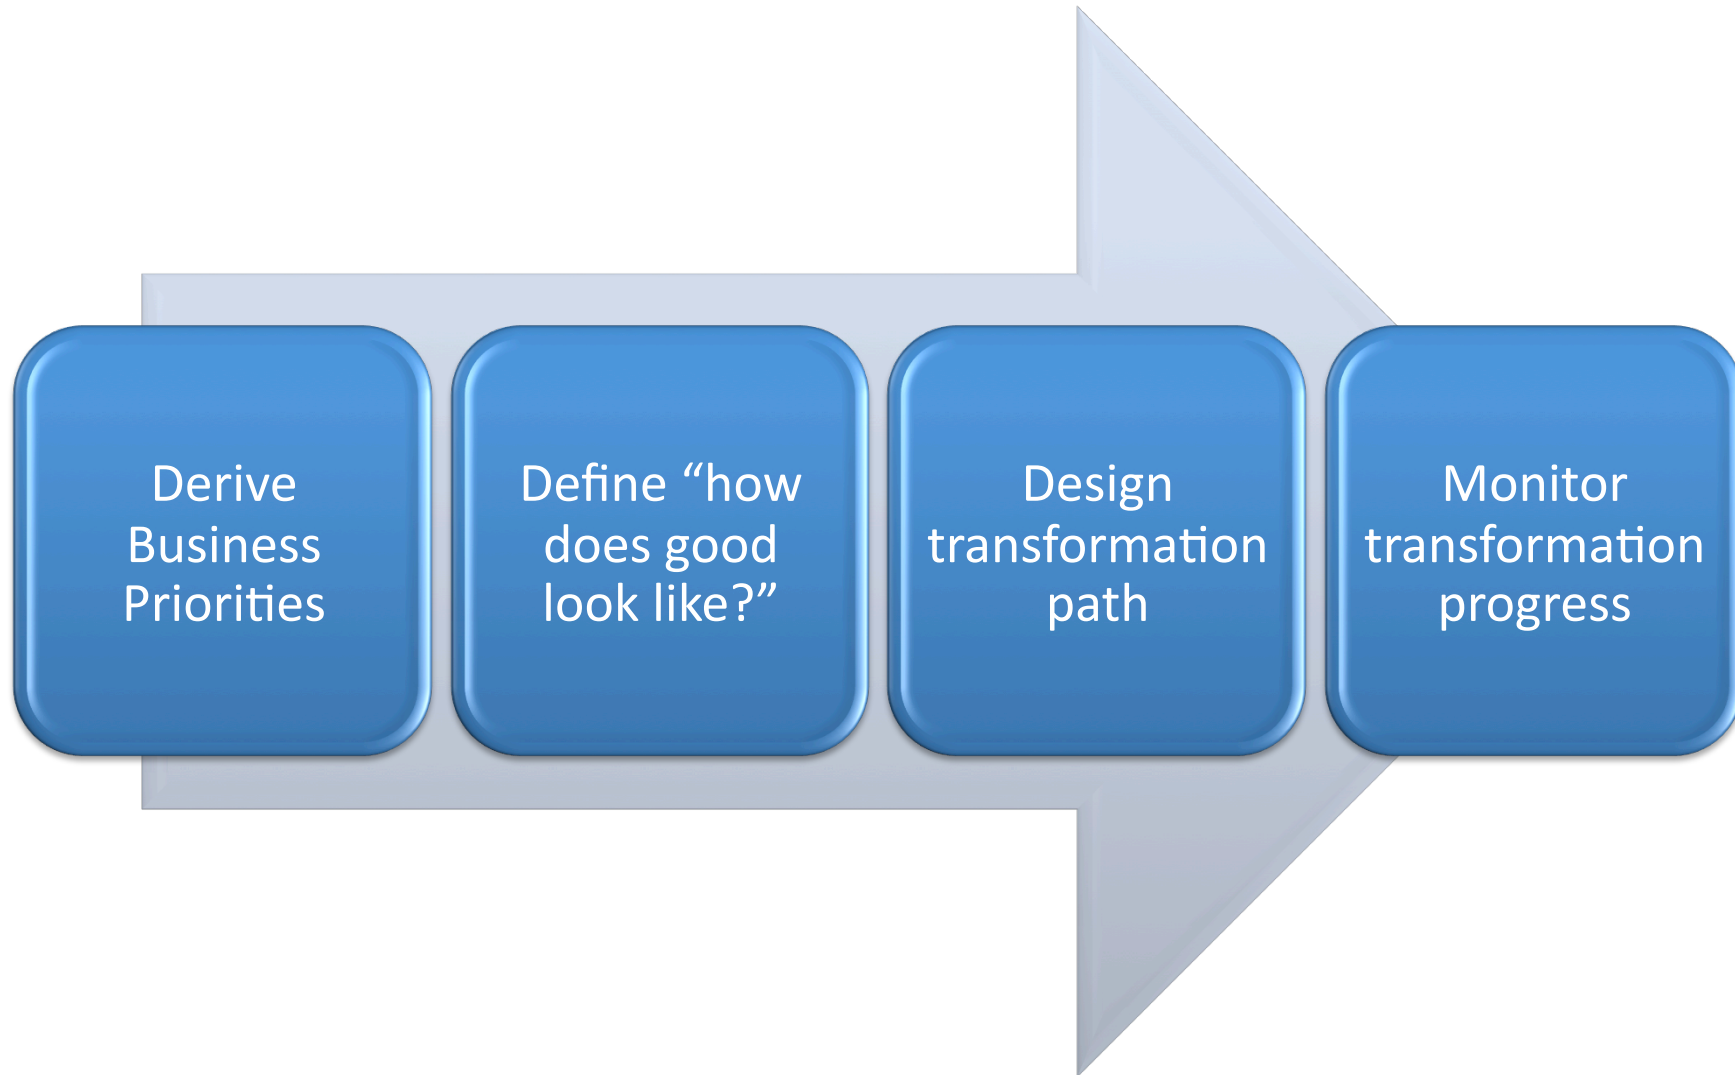 Derive
Business
Priorities
Define “how
does good
look like?”
Design
transformation
path
Monitor
transformation
progress